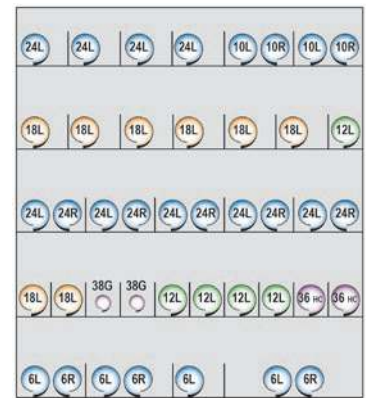 24L 24L 24L 24L 10L 10R 10L 10R
18L 18L 18L 18L 18L 18L 12L
24L 24R 24L 24R 24L 24R 24L 24R 24L 24R
18L 18L 38G 38G 12L 12L 12L 12L 36 HC 36 HC
6L 6R 6L 6R 6L 6L 6R